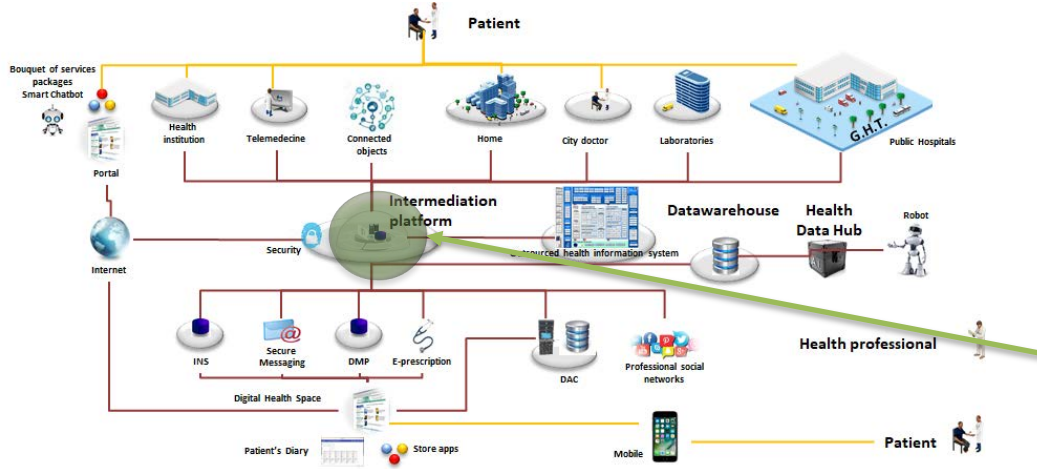 Patient
Bouquet of services
packages
Smart Chatbot
Health
institution
Telemedecine
Connected
objects
Home
City doctor
Laboratories
G.H.T.
Public Hospitals
Portal
Intermediation
platform
Datawarehouse
Health
Data Hub
Robot
Security
tsourced health information system
Internet
AI
INS
Secure
Messaging
DMP
E-prescription
DAC
Professional social
networks
Health professional
Digital Health Space
Patient's Diary
Store apps
Mobile
Patient